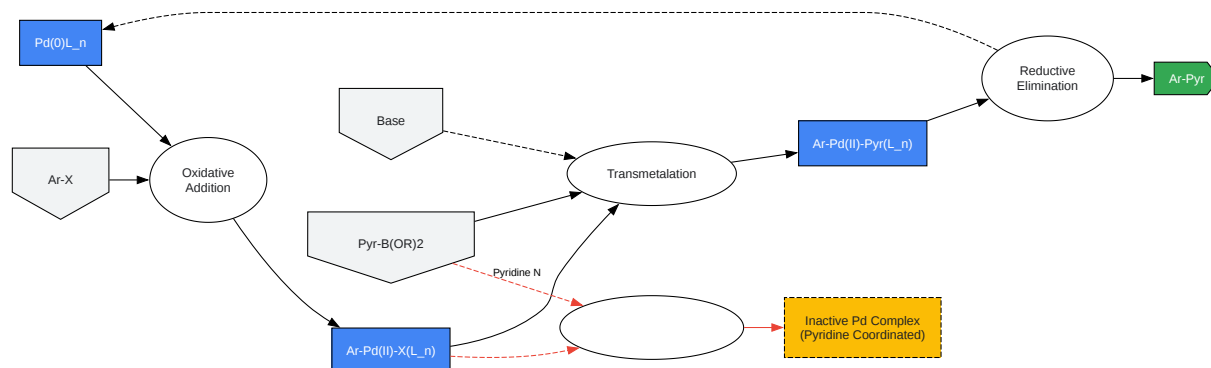 Pd(0)L_n
Reductive
Elimination
Ar-Pyr
Base
Ar-Pd(II)-Pyr(L_n)
Ar-X
Oxidative
Addition
Transmetalation
Pyr-B(OR)2
Pyridine N
Inactive Pd Complex
(Pyridine Coordinated)
Ar-Pd(II)-X(L_n)